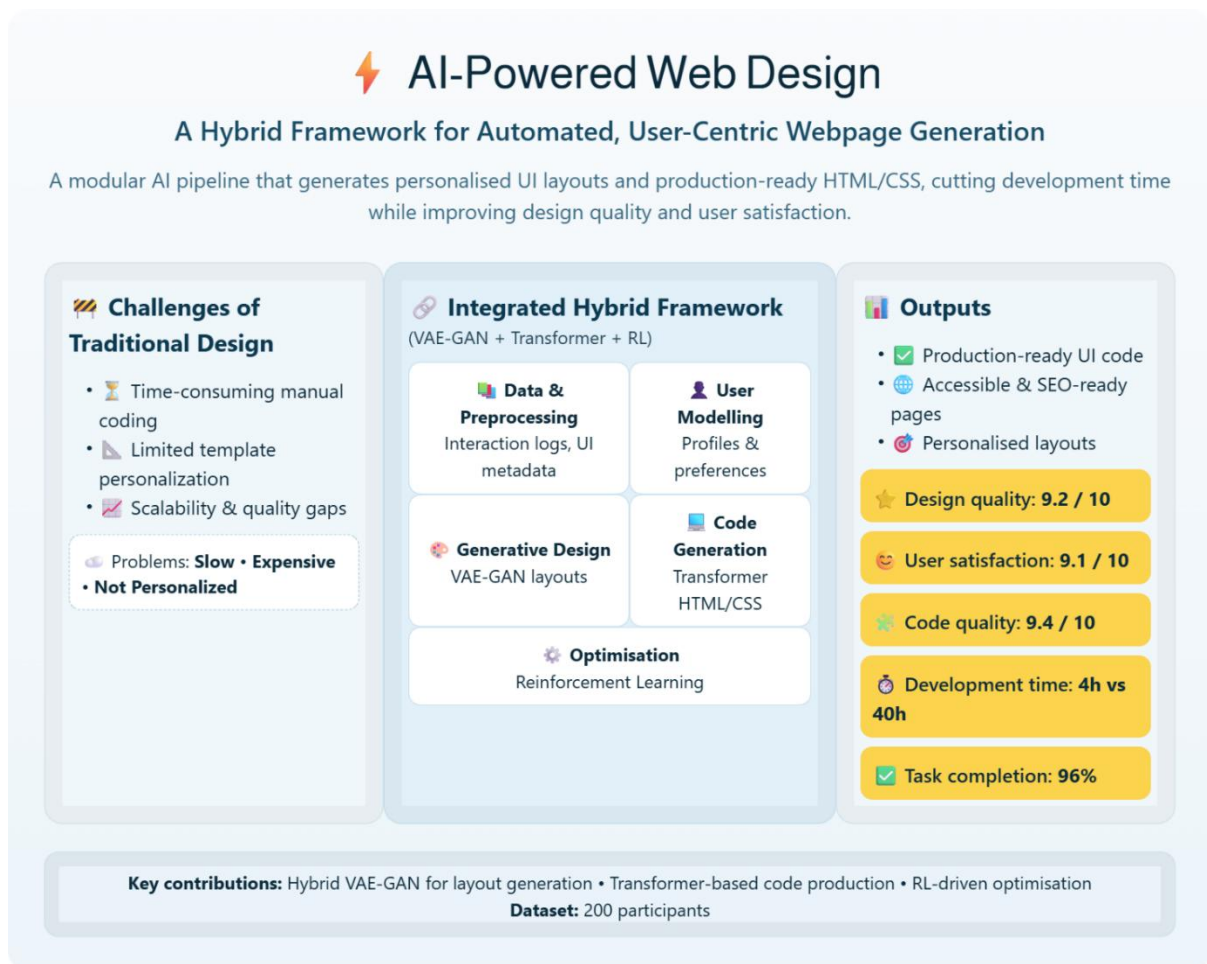 AI-Powered Web Design
A Hybrid Framework for Automated, User-Centric Webpage Generation
A modular AI pipeline that generates personalised UI layouts and production-ready HTML/CSS, cutting development time
while improving design quality and user satisfaction.
Challenges of
Traditional Design
• Time-consuming manual
coding
• Limited template
personalization
• Scalability & quality gaps
Problems: Slow • Expensive
• Not Personalized
Integrated Hybrid Framework
(VAE-GAN + Transformer + RL)
Data &
Preprocessing
Interaction logs, UI
metadata
User
Modelling
Profiles &
preferences
Generative Design
VAE-GAN layouts
Code
Generation
Transformer
HTML/CSS
Optimisation
Reinforcement Learning
Outputs
• Production-ready UI code
• Accessible & SEO-ready
pages
• Personalised layouts
Design quality: 9.2 / 10
User satisfaction: 9.1 / 10
Code quality: 9.4 / 10
Development time: 4h vs
40h
Task completion: 96%
Key contributions: Hybrid VAE-GAN for layout generation • Transformer-based code production • RL-driven optimisation
Dataset: 200 participants